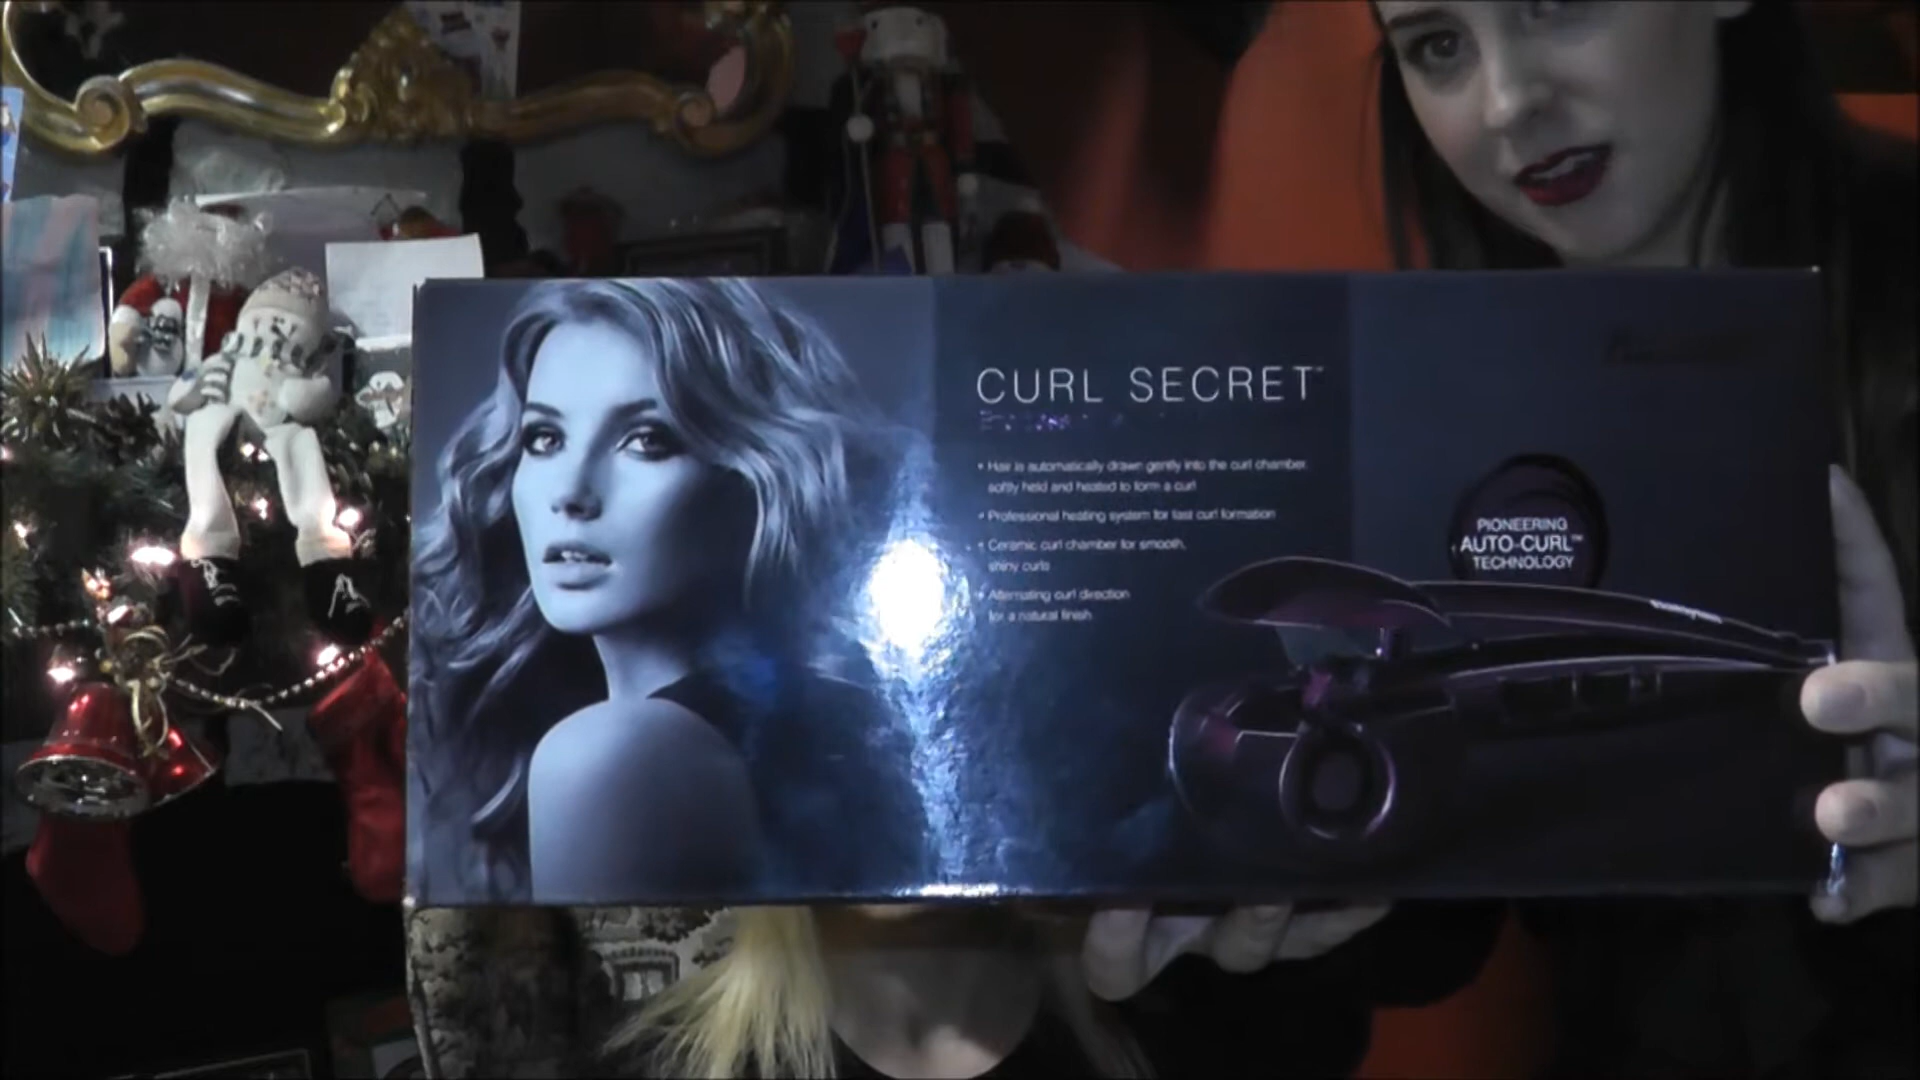 CURL SECRET™
• Hair is automatically drawn gently into the curl chamber,
softly held and heated to form a curl
• Professional heating system for fast curl formation
• Ceramic curl chamber for smooth,
shiny curls
• Alternating curl direction
for a natural finish
PIONEERING
AUTO-CURL™
TECHNOLOGY